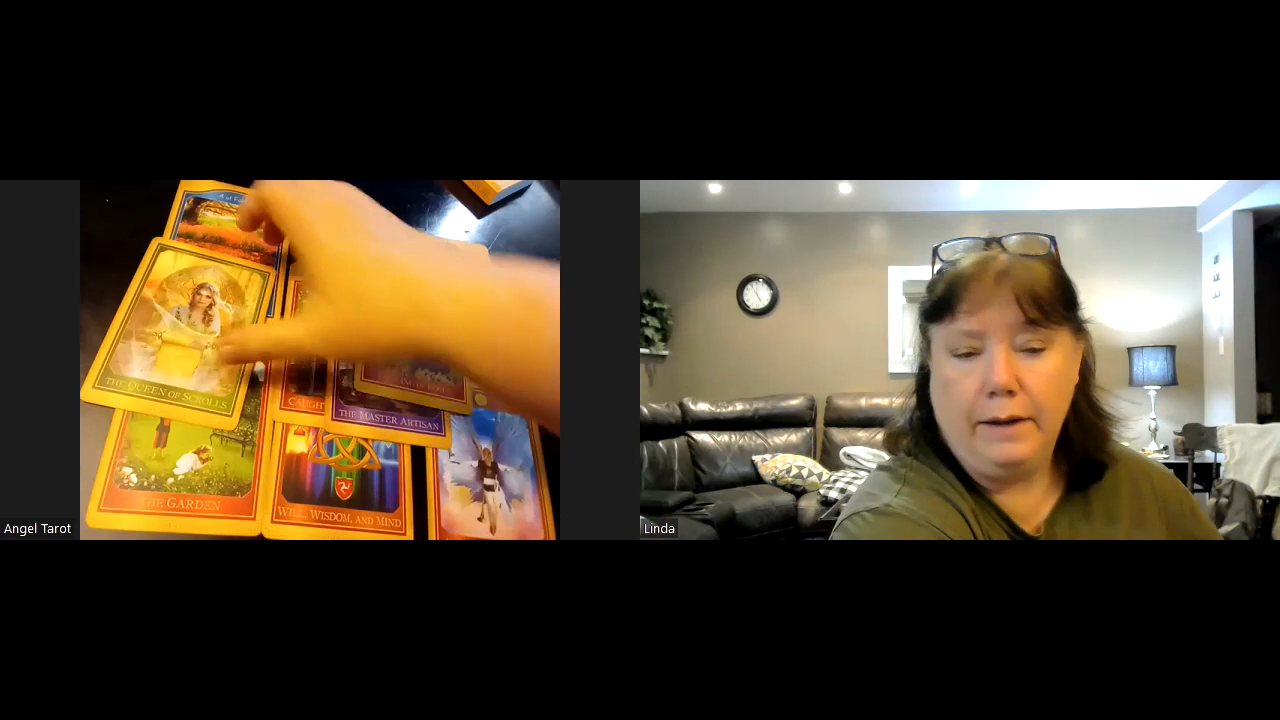 THE QUEEN OF SCROLLS
THE MASTER ARTISAN
THE GARDEN
WILL, WISDOM, AND MIND
Angel Tarot
Linda